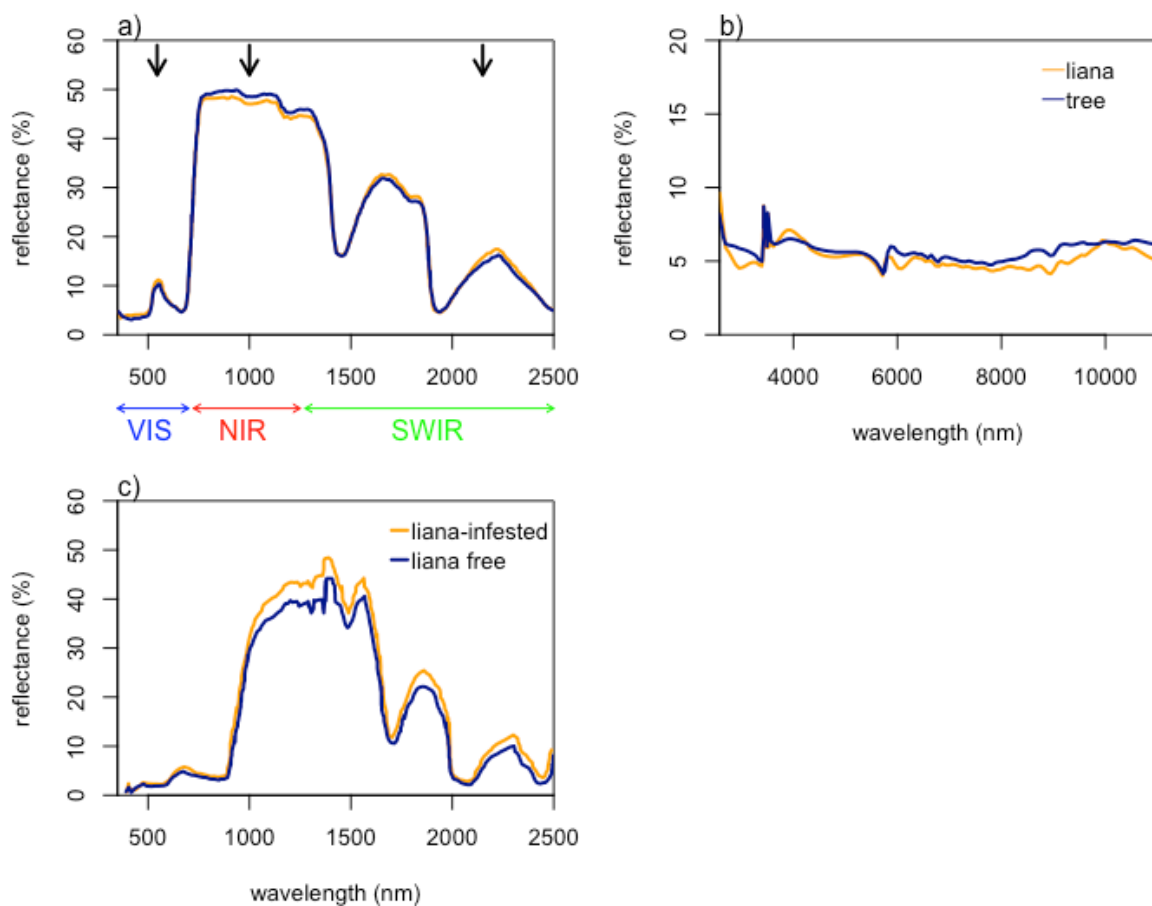 a)
60
50
40
30
20
10
0
reflectance (%)
500 1000 1500 2000 2500
VIS NIR SWIR
b)
20
15
10
5
0
reflectance (%)
liana
tree
4000 6000 8000 10000
wavelength (nm)
c)
60
50
40
30
20
10
0
reflectance (%)
liana-infested
liana free
500 1000 1500 2000 2500
wavelength (nm)